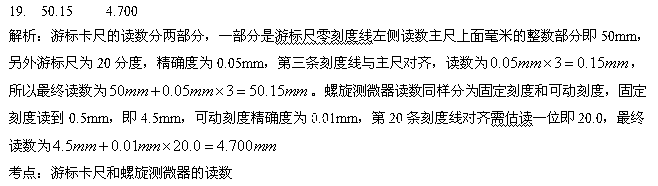 19. 50.15 4.700
解析：游标卡尺的读数分两部分，一部分是游标尺零刻度线左侧读数主尺上面毫米的整数部分即 50mm，
另外游标尺为 20 分度，精确度为 0.05mm，第三条刻度线与主尺对齐，读数为0.05mm×3=0.15mm，
所以最终读数为50mm+0.05mm×3=50.15mm。螺旋测微器读数同样分为固定刻度和可动刻度，固定
刻度读到 0.5mm，即 4.5mm，可动刻度精确度为 0.01mm，第 20 条刻度线对齐需估读一位即 20.0，最终
读数为4.5mm+0.01mm×20.0=4.700mm
考点：游标卡尺和螺旋测微器的读数